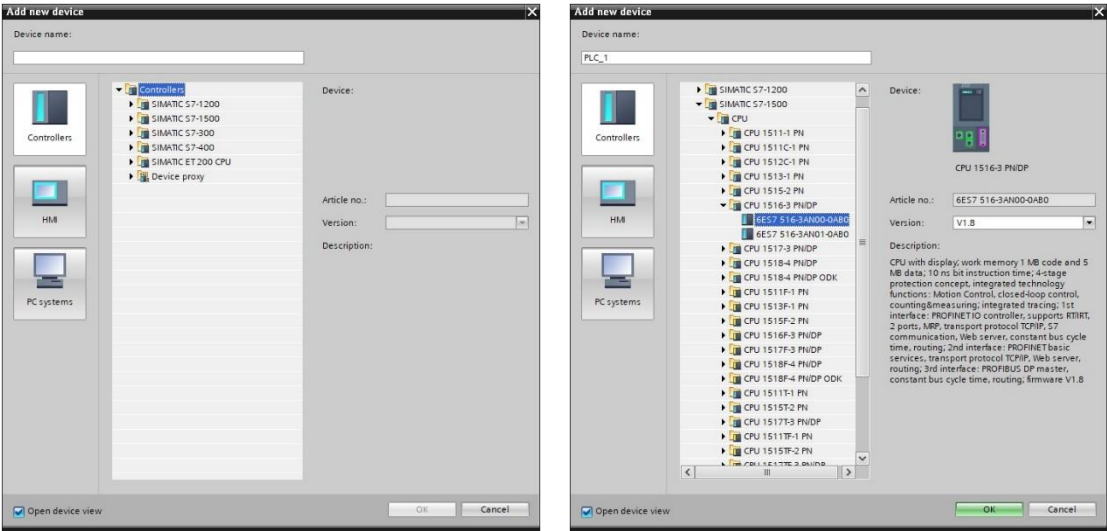 Add new device
Device name:
Controllers
HMI
PC systems
Controllers
SIMATIC S7-1200
SIMATIC S7-1500
SIMATIC S7-300
SIMATIC S7-400
SIMATIC ET 200 CPU
Device proxy
Device:
Article no.:
Version:
Description:
Open device view
OK
Cancel
Add new device
Device name:
PLC_1
Controllers
HMI
PC systems
SIMATIC S7-1200
SIMATIC S7-1500
CPU
CPU 1511-1 PN
CPU 1511C-1 PN
CPU 1512C-1 PN
CPU 1513-1 PN
CPU 1515-2 PN
CPU 1516-3 PN/DP
6ES7 516-3AN00-0AB0
6ES7 516-3AN01-0AB0
CPU 1517-3 PN/DP
CPU 1518-4 PN/DP
CPU 1518-4 PN/DP ODK
CPU 1511F-1 PN
CPU 1513F-1 PN
CPU 1515F-2 PN
CPU 1516F-3 PN/DP
CPU 1517F-3 PN/DP
CPU 1518F-4 PN/DP
CPU 1518F-4 PN/DP ODK
CPU 1511T-1 PN
CPU 1515T-2 PN
CPU 1517T-3 PN/DP
CPU 1511TF-1 PN
CPU 1515TF-2 PN
CPU 1517TF-3 PN/DP
Device:
CPU 1516-3 PN/DP
Article no.: 6ES7 516-3AN00-0AB0
Version: V1.8
Description:
CPU with display; work memory 1 MB code and 5
MB data; 10 ns bit instruction time; 4-stage
protection concept, integrated technology
functions: Motion Control, closed-loop control,
counting&measuring; integrated tracing; 1st
interface: PROFINET IO controller, supports RT/IRT,
2 ports, MRP, transport protocol TCP/IP, S7
communication, Web server, constant bus cycle
time, routing; 2nd interface: PROFINET basic
services, transport protocol TCP/IP, Web server,
routing; 3rd interface: PROFIBUS DP master,
constant bus cycle time, routing; firmware V1.8
Open device view
OK
Cancel